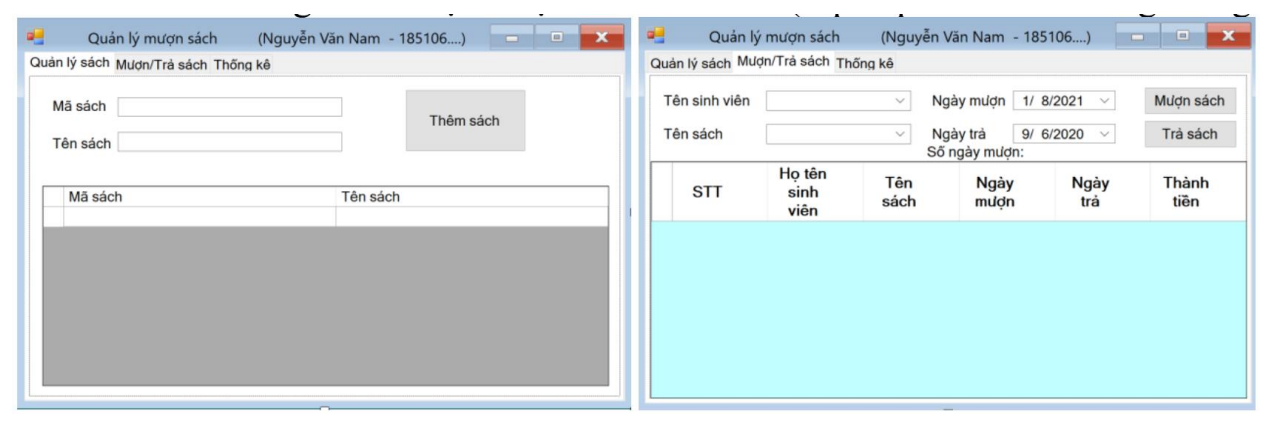 Quản lý mượn sách (Nguyễn Văn Nam - 185106....)
Quản lý sách Mượn/Trả sách Thống kê
Mã sách
Thêm sách
Tên sách
Mã sách Tên sách
Quản lý mượn sách (Nguyễn Văn Nam - 185106....)
Quản lý sách Mượn/Trả sách Thống kê
Tên sinh viên Ngày mượn 1/ 8/2021 Mượn sách
Tên sách Ngày trả 9/ 6/2020 Trả sách
Số ngày mượn:
STT Họ tên sinh viên Tên sách Ngày mượn Ngày trả Thành tiền